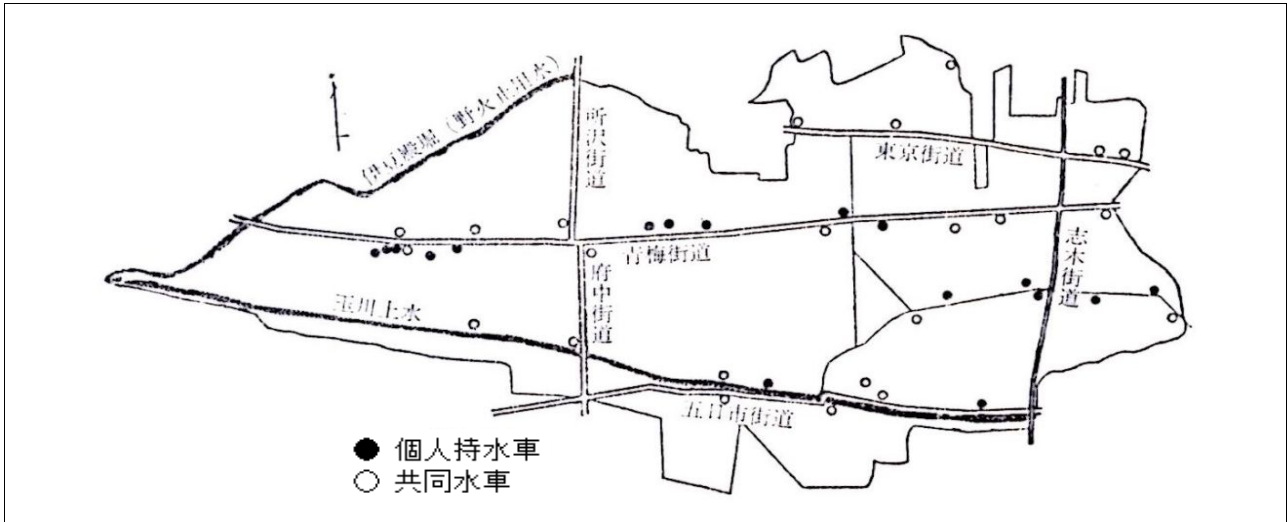 伊豆殿堀(野火止用水)
所沢街道
東京街道
青梅街道
志木街道
府中街道
玉川上水
五日市街道
● 個人持水車
○ 共同水車